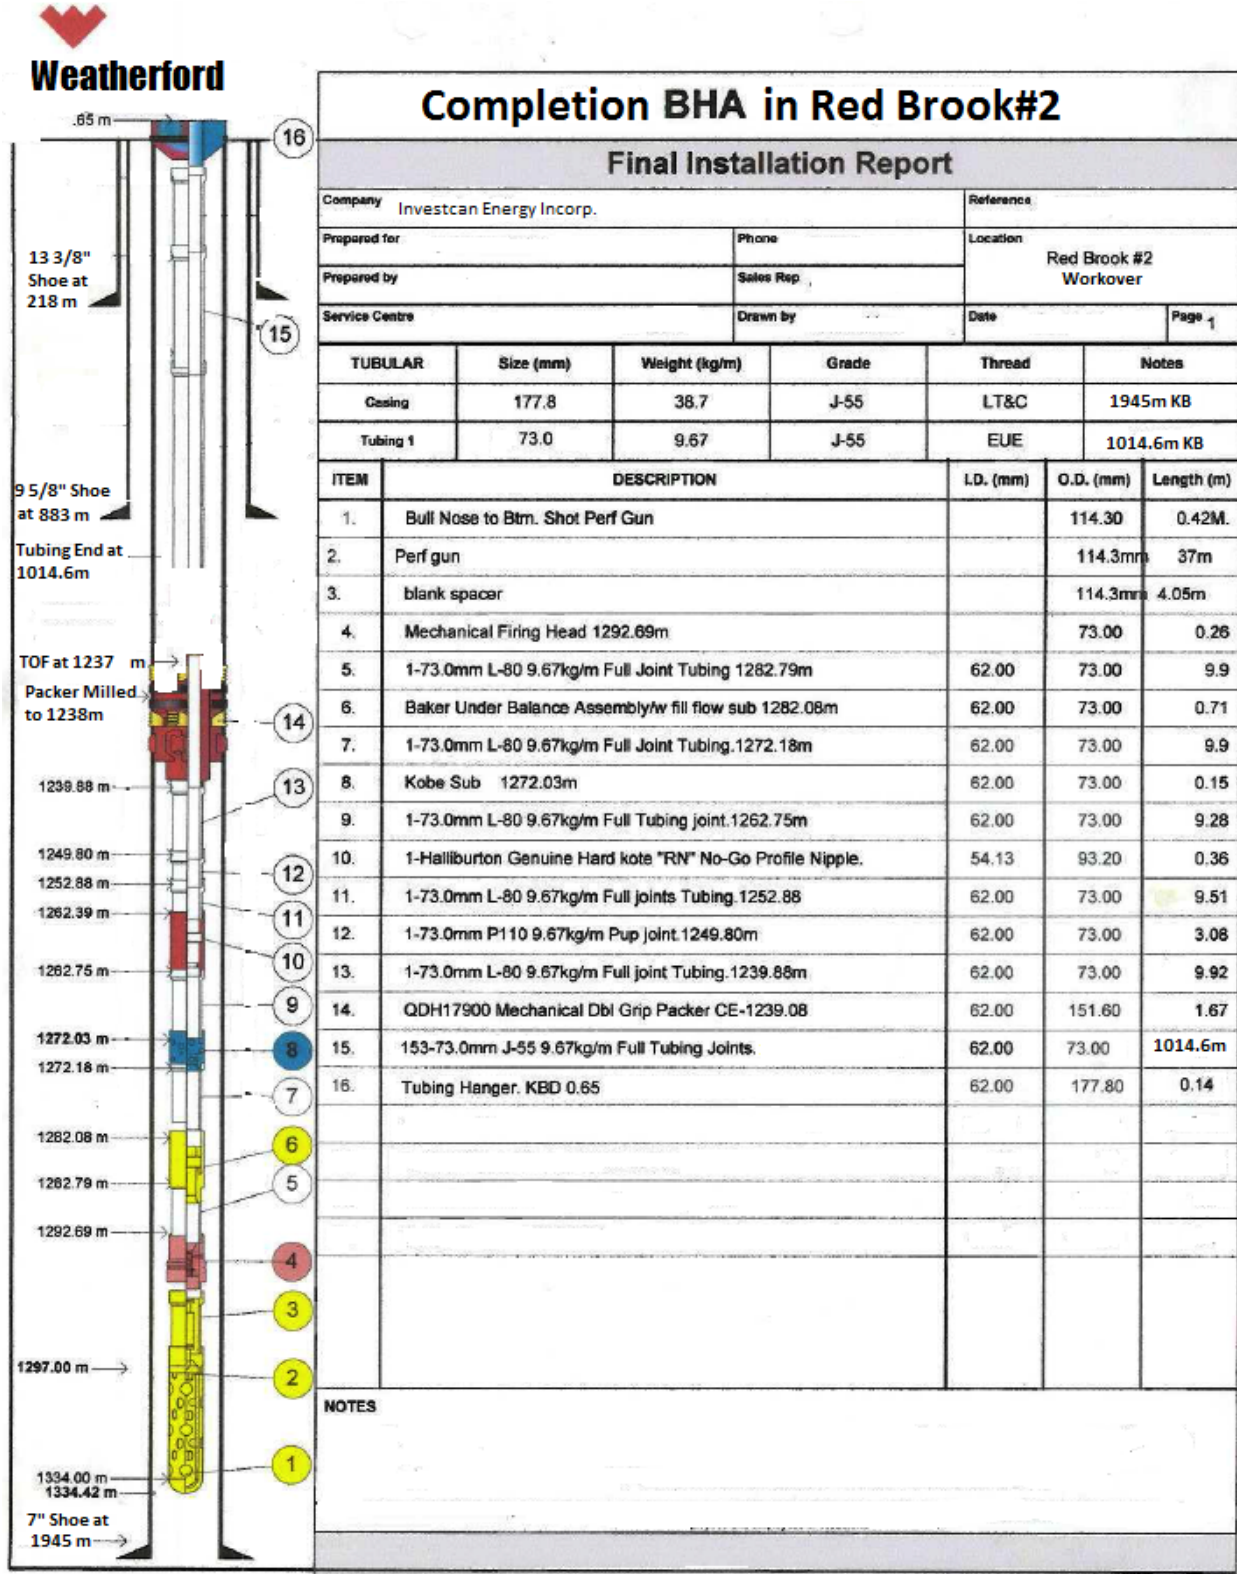 Weatherford
Completion BHA in Red Brook#2
Final Installation Report
Company Investcan Energy Incorp.
Reference
Prepared for
Phone
Location
Red Brook #2
Workover
Prepared by
Sales Rep
Service Centre
Drawn by
Date
Page 1
TUBULAR Size (mm) Weight (kg/m) Grade Thread Notes
Casing 177.8 38.7 J-55 LT&C 1945m KB
Tubing 1 73.0 9.67 J-55 EUE 1014.6m KB
ITEM DESCRIPTION I.D. (mm) O.D. (mm) Length (m)
1. Bull Nose to Btm. Shot Perf Gun 114.30 0.42M.
2. Perf gun 114.3mm 37m
3. blank spacer 114.3mm 4.05m
4. Mechanical Firing Head 1292.69m 73.00 0.26
5. 1-73.0mm L-80 9.67kg/m Full Joint Tubing 1282.79m 62.00 73.00 9.9
6. Baker Under Balance Assembly/w fill flow sub 1282.08m 62.00 73.00 0.71
7. 1-73.0mm L-80 9.67kg/m Full Joint Tubing.1272.18m 62.00 73.00 9.9
8. Kobe Sub 1272.03m 62.00 73.00 0.15
9. 1-73.0mm L-80 9.67kg/m Full Tubing joint.1262.75m 62.00 73.00 9.28
10. 1-Halliburton Genuine Hard kote "RN" No-Go Profile Nipple. 54.13 93.20 0.36
11. 1-73.0mm L-80 9.67kg/m Full joints Tubing.1252.88 62.00 73.00 9.51
12. 1-73.0mm P110 9.67kg/m Pup joint.1249.80m 62.00 73.00 3.08
13. 1-73.0mm L-80 9.67kg/m Full joint Tubing.1239.88m 62.00 73.00 9.92
14. QDH17900 Mechanical Dbl Grip Packer CE-1239.08 62.00 151.60 1.67
15. 153-73.0mm J-55 9.67kg/m Full Tubing Joints. 62.00 73.00 1014.6m
16. Tubing Hanger. KBD 0.65 62.00 177.80 0.14
NOTES
.65 m
16
13 3/8"
Shoe at
218 m
15
9 5/8" Shoe
at 883 m
Tubing End at
1014.6m
TOF at 1237 m
Packer Milled
to 1238m
14
1239.88 m
13
1249.80 m
12
1252.88 m
1262.39 m
11
10
1262.75 m
9
1272.03 m
8
1272.18 m
7
1282.08 m
6
1282.79 m
5
1292.69 m
4
3
1297.00 m
2
1
1334.00 m
1334.42 m
7" Shoe at
1945 m